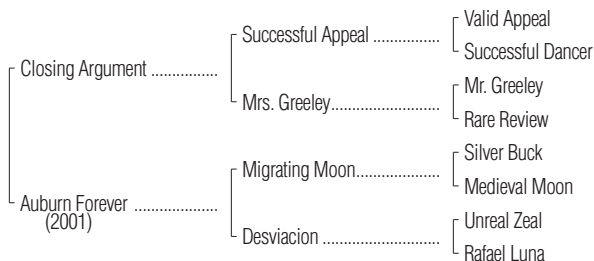 Valid Appeal
Successful Appeal ................
Successful Dancer
Closing Argument ................
Mr. Greeley
Mrs. Greeley..........................
Rare Review
Silver Buck
Migrating Moon....................
Medieval Moon
Auburn Forever ....................
(2001)
Unreal Zeal
Desviacion ............................
Rafael Luna